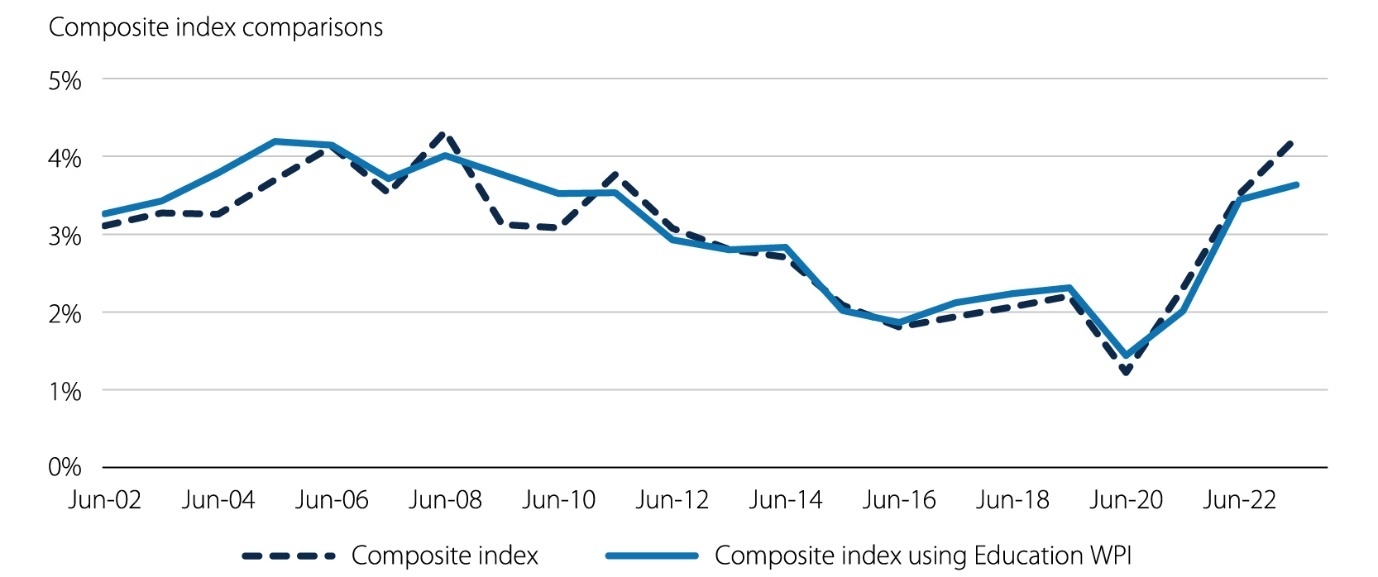 Composite index comparisons
5%
4%
3%
2%
1%
0%
Jun-02 Jun-04 Jun-06 Jun-08 Jun-10 Jun-12 Jun-14 Jun-16 Jun-18 Jun-20 Jun-22
Composite index Composite index using Education WPI